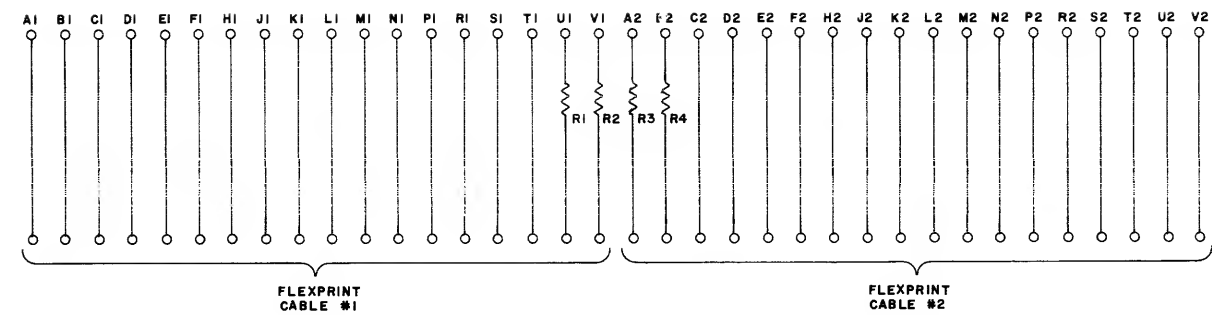 A1 B1 C1 D1 E1 F1 H1 J1 K1 L1 M1 N1 P1 R1 S1 T1 U1 V1 A2 B2 C2 D2 E2 F2 H2 J2 K2 L2 M2 N2 P2 R2 S2 T2 U2 V2
R1 R2 R3 R4
FLEXPRINT
CABLE #1
FLEXPRINT
CABLE #2